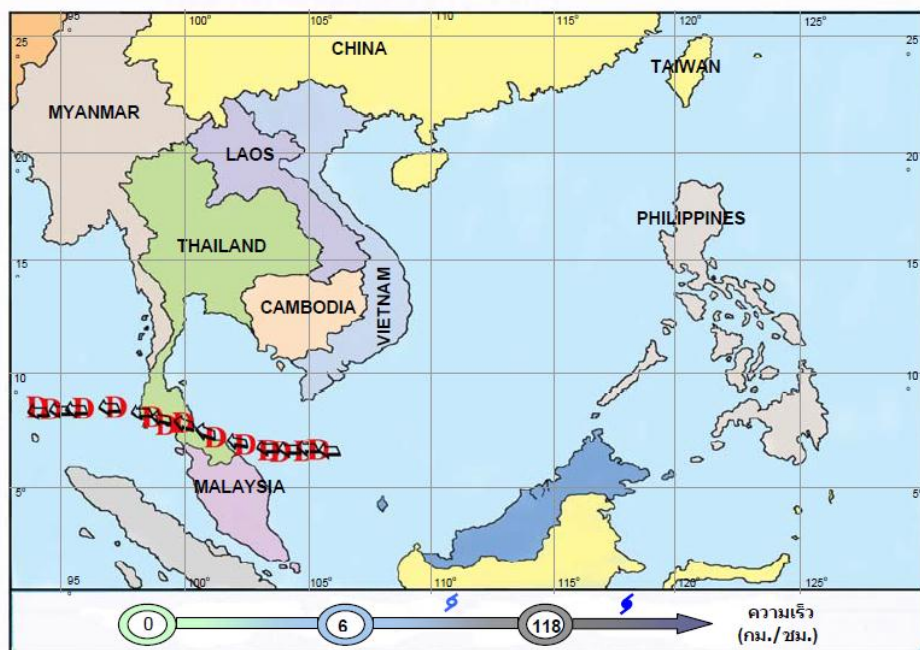 95 100° 105° 110° 115° 120° 125°
25 25°
CHINA
TAIWAN
MYANMAR
LAOS
20 20°
PHILIPPINES
THAILAND
15 15°
CAMBODIA
VIETNAM
10 10°
D D D D D D D D D D D D D D D
MALAYSIA
5 5°
95 100° 105° 110° 115° 120° 125°
0 6 118 ความเร็ว
(กม./ชม.)